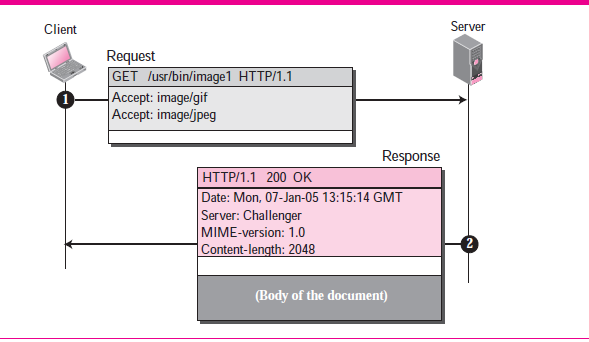 Client
Server
Request
GET /usr/bin/image1 HTTP/1.1
1
Accept: image/gif
Accept: image/jpeg
Response
HTTP/1.1 200 OK
Date: Mon, 07-Jan-05 13:15:14 GMT
Server: Challenger
MIME-version: 1.0
2
Content-length: 2048
(Body of the document)